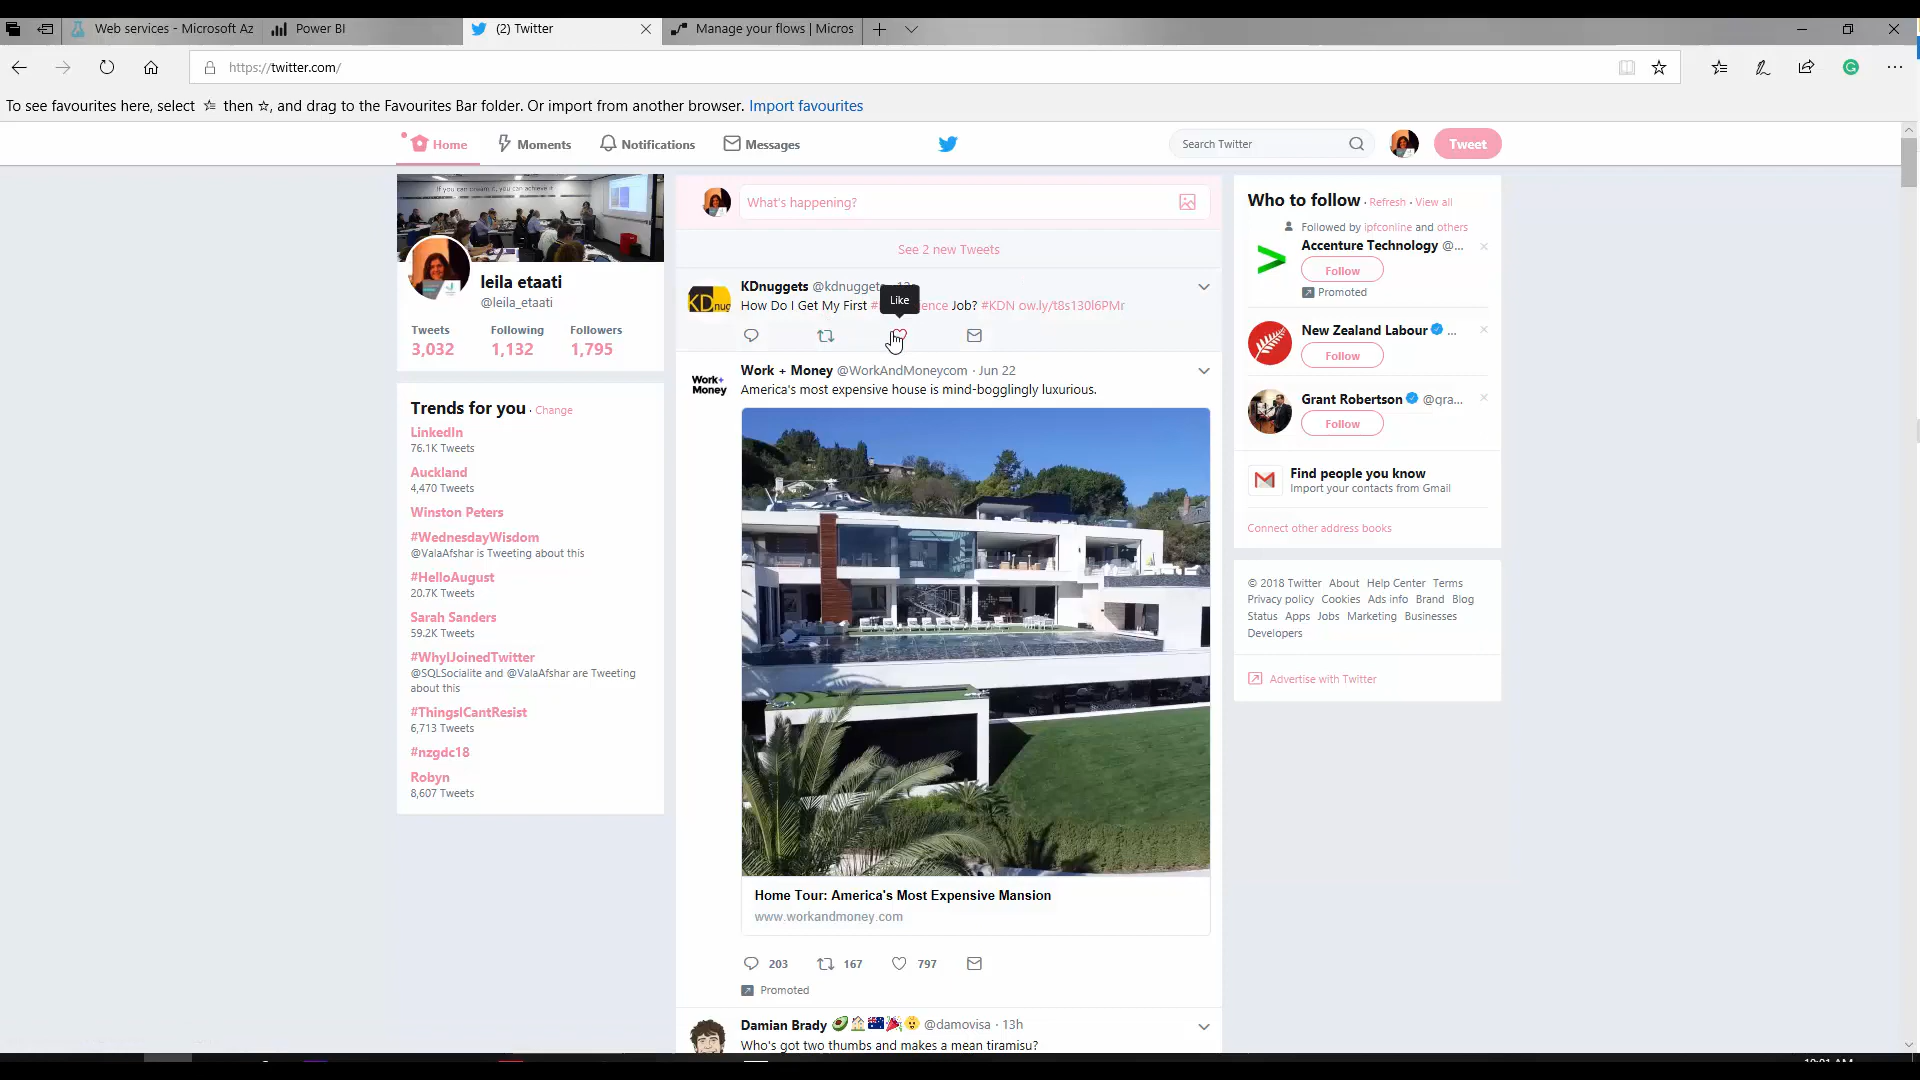 Web services - Microsoft Az
Power BI
(2) Twitter
Manage your flows | Micros
https://twitter.com/
To see favourites here, select then , and drag to the Favourites Bar folder. Or import from another browser. Import favourites
Home
Moments
Notifications
Messages
Search Twitter
Tweet
If you can dream it, you can achieve it
leila etaati
@leila_etaati
Tweets Following Followers
3,032 1,132 1,795
Trends for you · Change
LinkedIn
76.1K Tweets
Auckland
4,470 Tweets
Winston Peters
#WednesdayWisdom
@ValaAfshar is Tweeting about this
#HelloAugust
20.7K Tweets
Sarah Sanders
59.2K Tweets
#WhyIJoinedTwitter
@SQLSocialite and @ValaAfshar are Tweeting
about this
#ThingsICantResist
6,713 Tweets
#nzgdc18
Robyn
8,607 Tweets
What's happening?
See 2 new Tweets
KDnuggets @kdnuggets
Like
How Do I Get My First Job? #KDN ow.ly/t8s130l6PMr
Work + Money @WorkAndMoneycom · Jun 22
Work+
Money
America's most expensive house is mind-bogglingly luxurious.
Home Tour: America's Most Expensive Mansion
www.workandmoney.com
203 167 797
Promoted
Damian Brady @damovisa · 13h
Who's got two thumbs and makes a mean tiramisu?
Who to follow · Refresh · View all
Followed by ipfconline and others
Accenture Technology @...
Follow
Promoted
New Zealand Labour ...
Follow
Grant Robertson @gra...
Follow
Find people you know
Import your contacts from Gmail
Connect other address books
© 2018 Twitter About Help Center Terms
Privacy policy Cookies Ads info Brand Blog
Status Apps Jobs Marketing Businesses
Developers
Advertise with Twitter